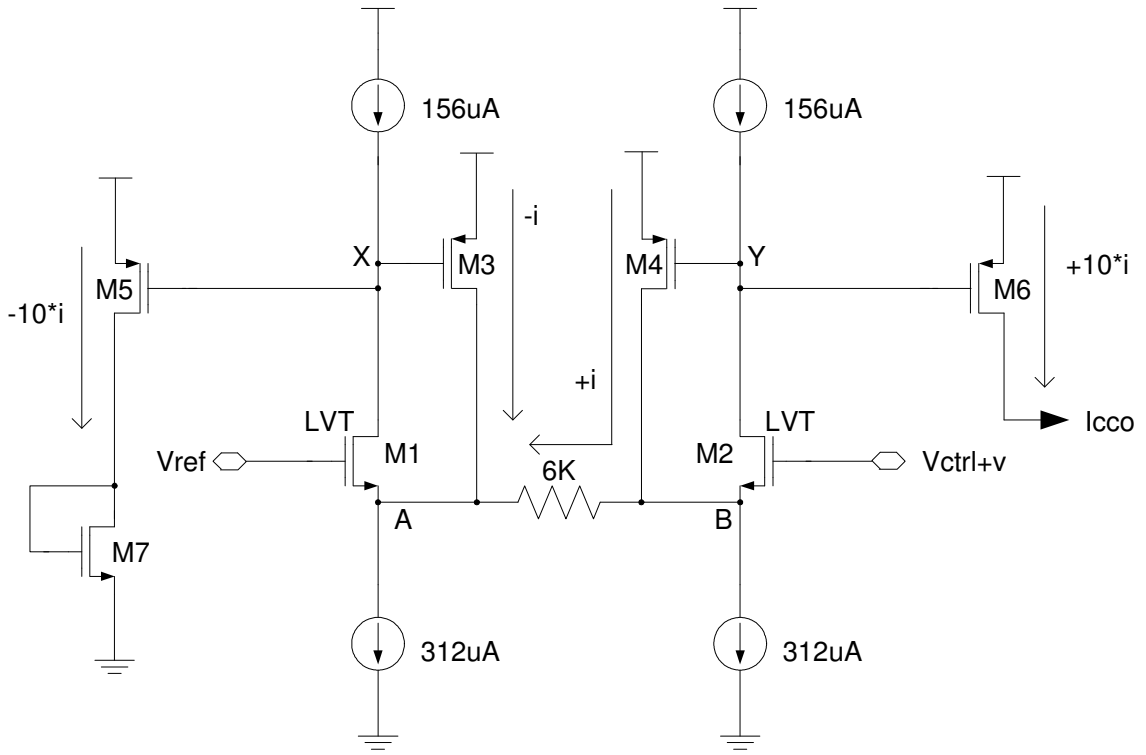 156uA
156uA
-i
X
M3
M4
Y
M5
M6
+10*i
-10*i
+i
LVT
LVT
Icco
Vref
M1
6K
M2
Vctrl+v
A
B
M7
312uA
312uA